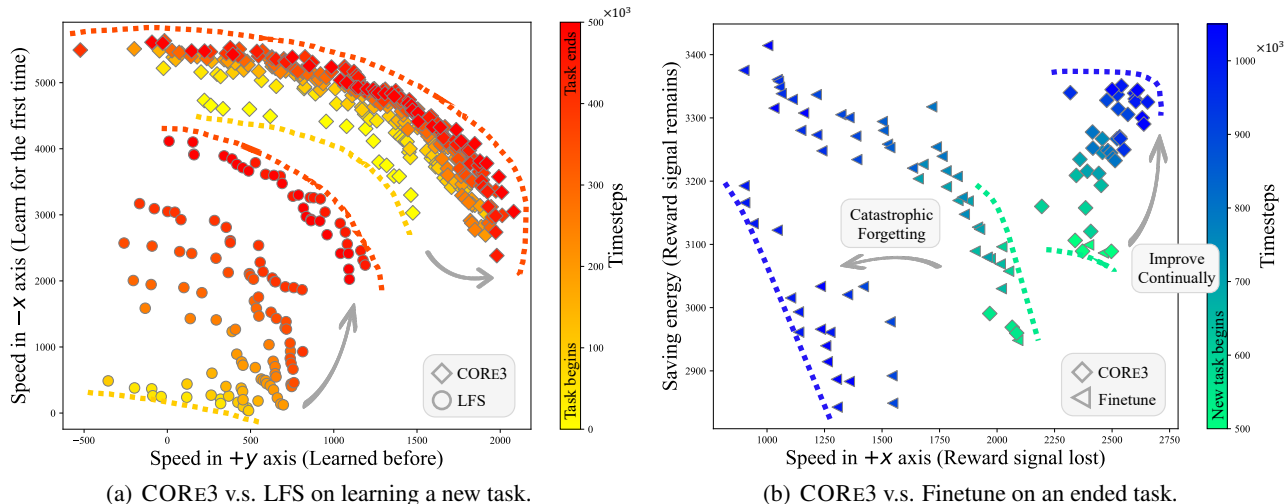 Speed in −x axis (Learn for the first time)
5000
4000
3000
2000
1000
0
−500
0
500
1000
1500
2000
Speed in +y axis (Learned before)
CORE3
LFS
×10³
500
400
300
200
100
0
Task ends
Task begins
Timesteps
(a) CORE3 v.s. LFS on learning a new task.
Saving energy (Reward signal remains)
3400
3300
3200
3100
3000
2900
1000
1250
1500
1750
2000
2250
2500
2750
Speed in +x axis (Reward signal lost)
Catastrophic
Forgetting
Improve
Continually
CORE3
Finetune
×10³
1000
900
800
700
600
500
New task begins
Timesteps
(b) CORE3 v.s. Finetune on an ended task.